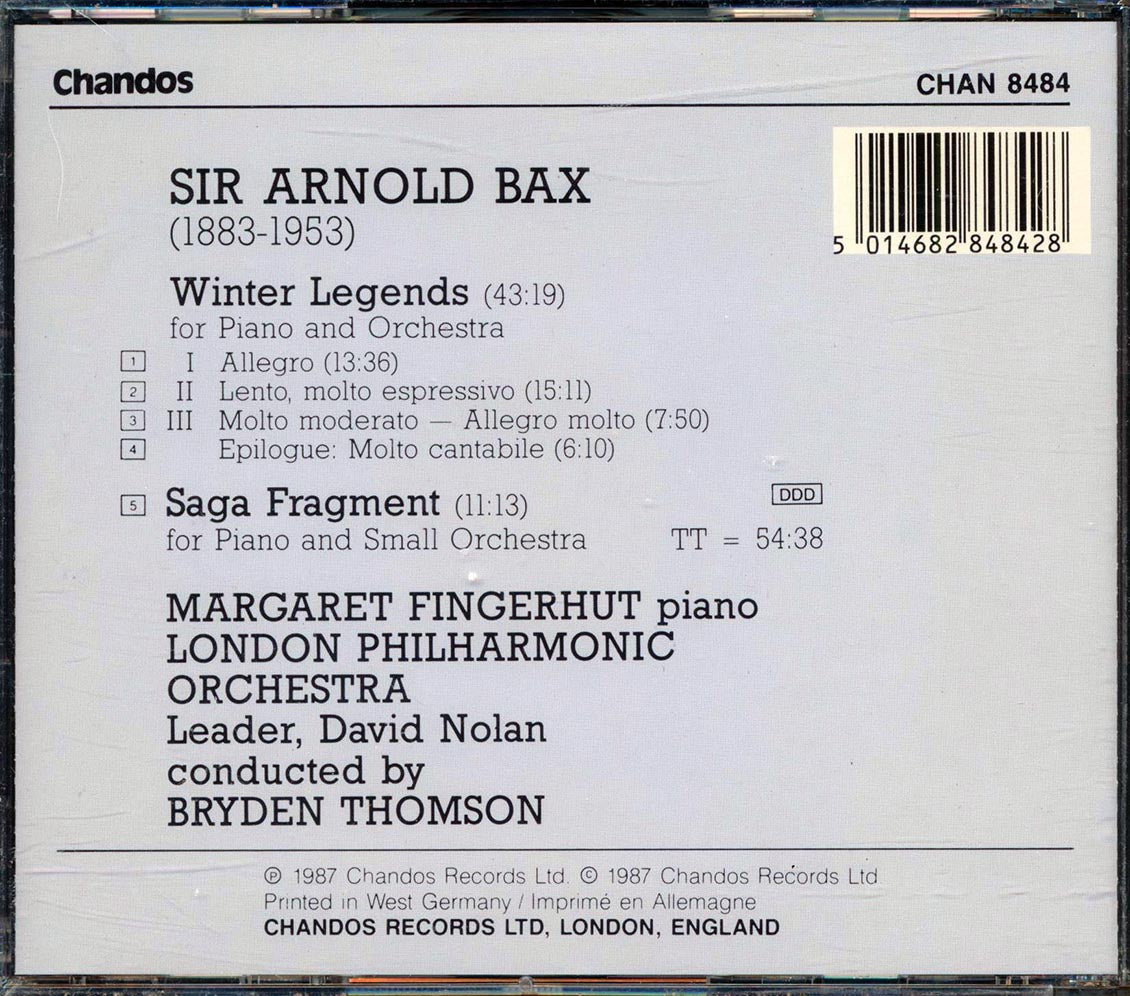 Chandos
CHAN 8484
5 014682 848428
SIR ARNOLD BAX
(1883-1953)
Winter Legends (43:19)
for Piano and Orchestra
1 I Allegro (13:36)
2 II Lento, molto espressivo (15:11)
3 III Molto moderato — Allegro molto (7:50)
4 Epilogue: Molto cantabile (6:10)
5 Saga Fragment (11:13)
DDD
for Piano and Small Orchestra TT = 54:38
MARGARET FINGERHUT piano
LONDON PHILHARMONIC
ORCHESTRA
Leader, David Nolan
conducted by
BRYDEN THOMSON
℗ 1987 Chandos Records Ltd. © 1987 Chandos Records Ltd
Printed in West Germany / Imprimé en Allemagne
CHANDOS RECORDS LTD, LONDON, ENGLAND